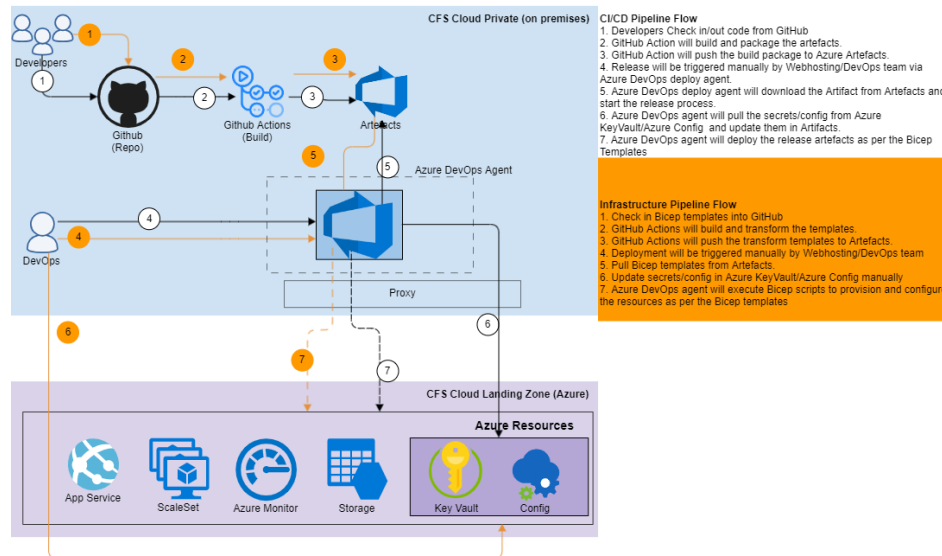 CFS Cloud Private (on premises)
Developers
1
1
2
2
3
3
Github
(Repo)
Github Actions
(Build)
Artefacts
5
5
Azure DevOps Agent
4
4
DevOps
Proxy
6
6
7
7
CFS Cloud Landing Zone (Azure)
Azure Resources
App Service
ScaleSet
Azure Monitor
Storage
Key Vault
Config
CI/CD Pipeline Flow
1. Developers Check in/out code from GitHub
2. GitHub Action will build and package the artefacts.
3. GitHub Action will push the build package to Azure Artefacts.
4. Release will be triggered manually by Webhosting/DevOps team via
Azure DevOps deploy agent.
5. Azure DevOps deploy agent will download the Artifact from Artefacts and
start the release process.
6. Azure DevOps agent will pull the secrets/config from Azure
KeyVault/Azure Config and update them in Artifacts.
7. Azure DevOps agent will deploy the release artefacts as per the Bicep
Templates
Infrastructure Pipeline Flow
1. Check in Bicep templates into GitHub
2. GitHub Actions will build and transform the templates.
3. GitHub Actions will push the transform templates to Artefacts.
4. Deployment will be triggered manually by Webhosting/DevOps team
5. Pull Bicep templates from Artefacts.
6. Update secrets/config in Azure KeyVault/Azure Config manually
7. Azure DevOps agent will execute Bicep scripts to provision and configure
the resources as per the Bicep templates